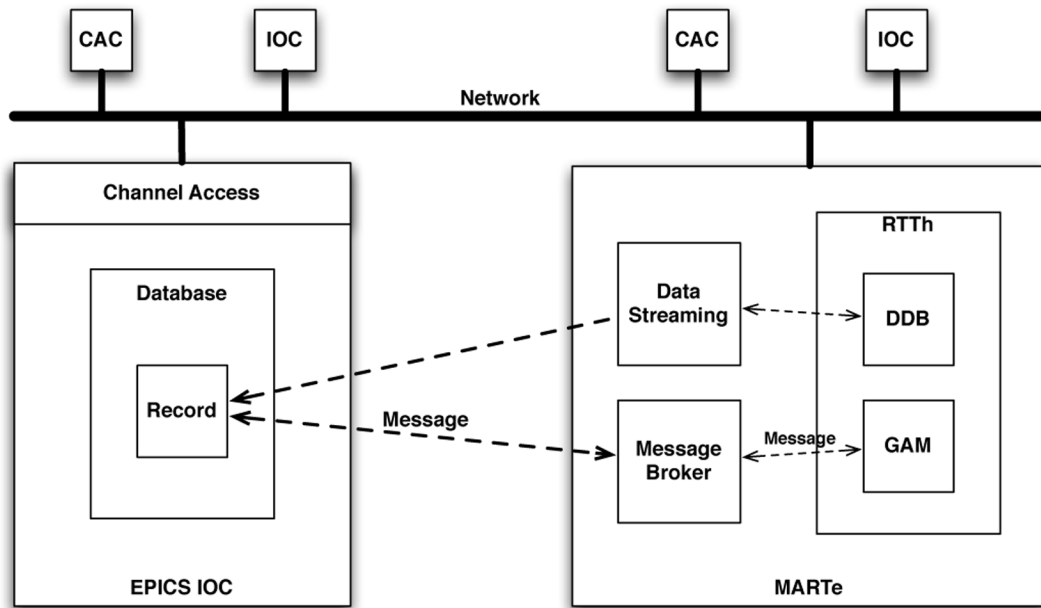 CAC
IOC
CAC
IOC
Network
Channel Access
Database
Record
EPICS IOC
Message
RTTh
Data
Streaming
DDB
Message
Broker
Message
GAM
MARTe